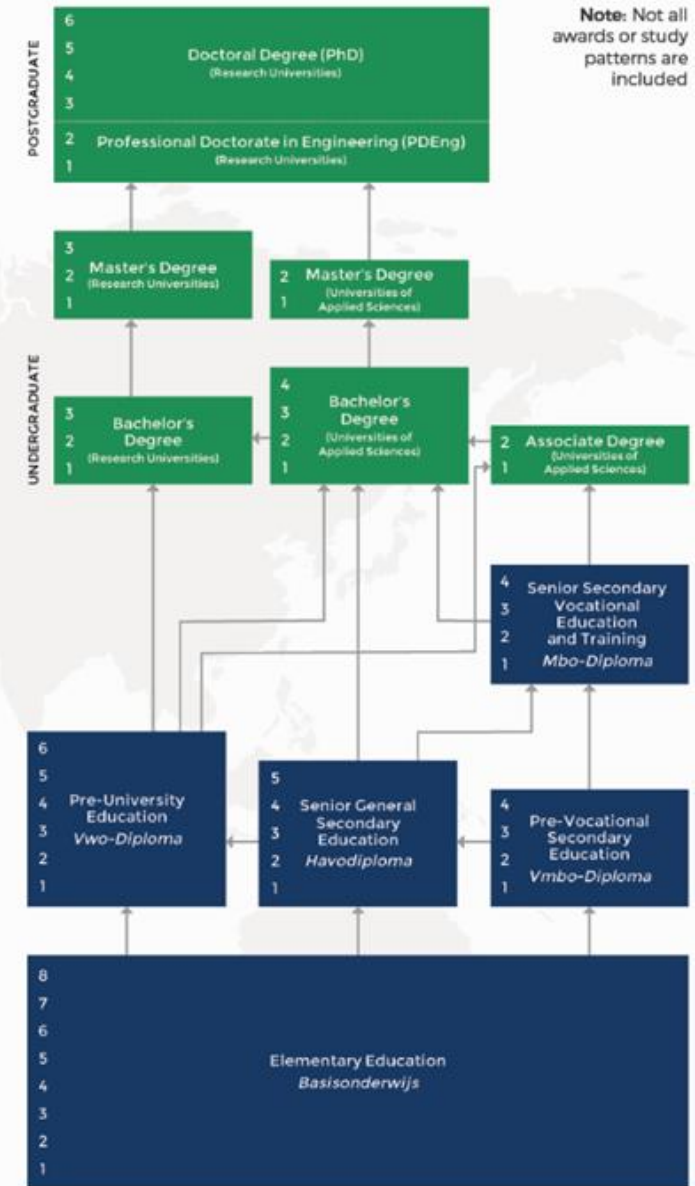 Note: Not all
awards or study
patterns are
included
POSTGRADUATE
6
5
4
3
Doctoral Degree (PhD)
(Research Universities)
2
1
Professional Doctorate in Engineering (PDEng)
(Research Universities)
3
2
1
Master's Degree
(Research Universities)
2
1
Master's Degree
(Universities of
Applied Sciences)
UNDERGRADUATE
3
2
1
Bachelor's
Degree
(Research Universities)
4
3
2
1
Bachelor's
Degree
(Universities of
Applied Sciences)
2
1
Associate Degree
(Universities of
Applied Sciences)
4
3
2
1
Senior Secondary
Vocational
Education
and Training
Mbo-Diploma
6
5
4
3
2
1
Pre-University
Education
Vwo-Diploma
5
4
3
2
1
Senior General
Secondary
Education
Havodiploma
4
3
2
1
Pre-Vocational
Secondary
Education
Vmbo-Diploma
8
7
6
5
4
3
2
1
Elementary Education
Basisonderwijs